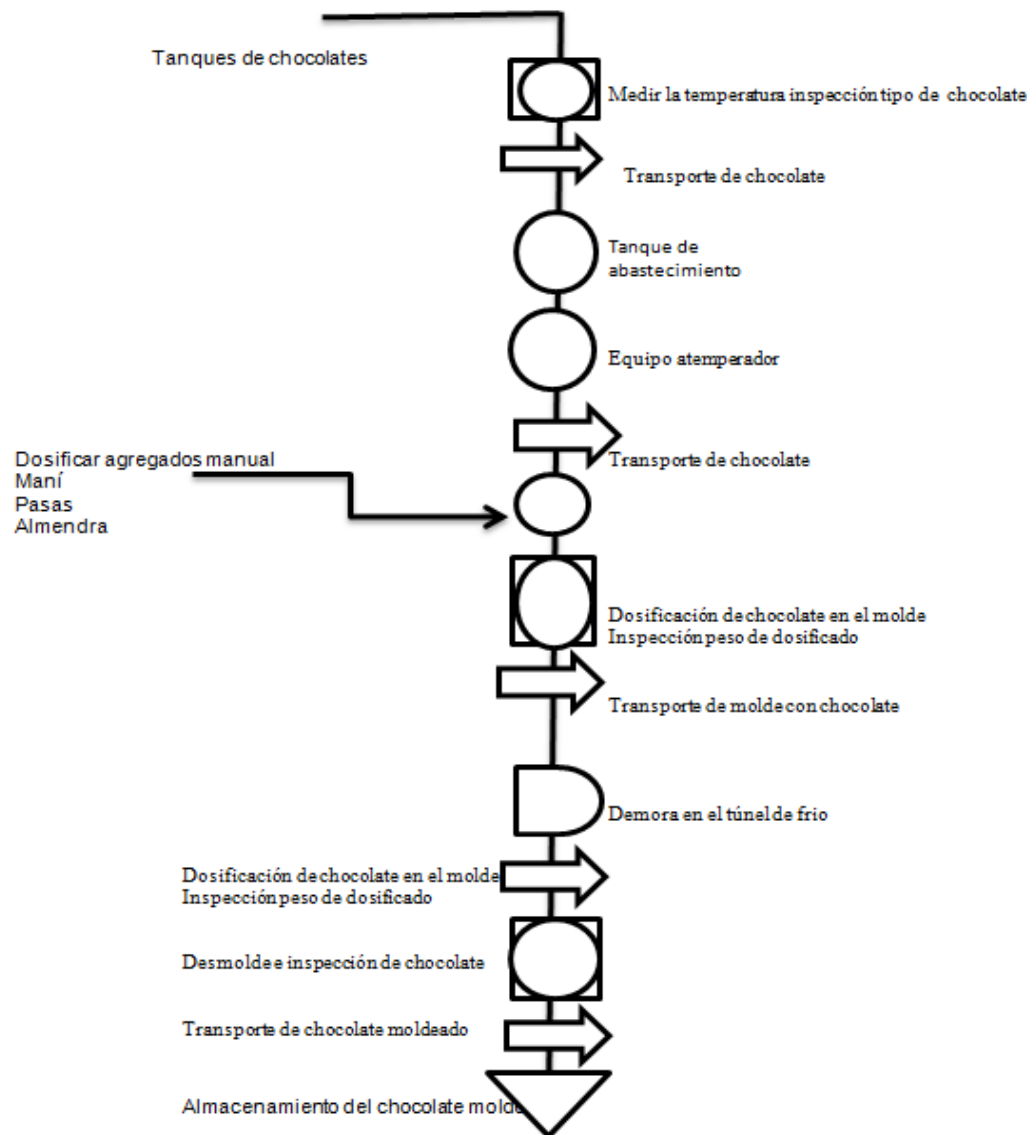 Tanques de chocolates
Medir la temperatura inspección tipo de chocolate
Transporte de chocolate
Tanque de
abastecimiento
Equipo atemperador
Transporte de chocolate
Dosificar agregados manual
Maní
Pasas
Almendra
Dosificación de chocolate en el molde
Inspección peso de dosificado
Transporte de molde con chocolate
Demora en el túnel de frio
Dosificación de chocolate en el molde
Inspección peso de dosificado
Desmolde e inspección de chocolate
Transporte de chocolate moldeado
Almacenamiento del chocolate molde